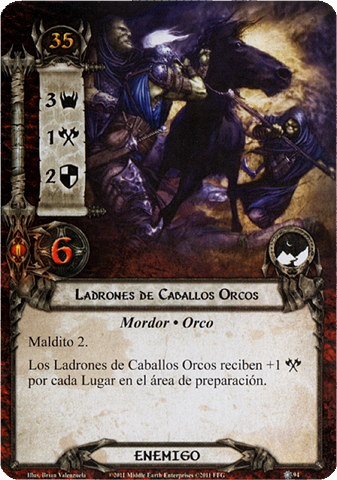 35
3
1
2
6
Ladrones de Caballos Orcos
Mordor • Orco
Maldito 2.
Los Ladrones de Caballos Orcos reciben +1
por cada Lugar en el área de preparación.
ENEMIGO
Illus. Brian Valenzuela ©2011 Middle Earth Enterprises ©2011 FFG 94